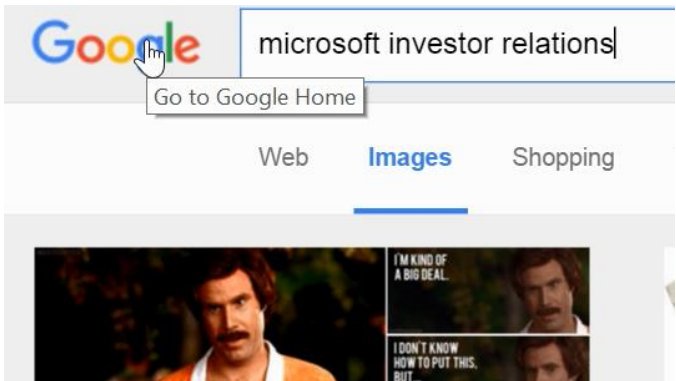 Google
microsoft investor relations
Go to Google Home
Web Images Shopping
I'M KIND OF
A BIG DEAL.
I DON'T KNOW
HOW TO PUT THIS,
BUT...